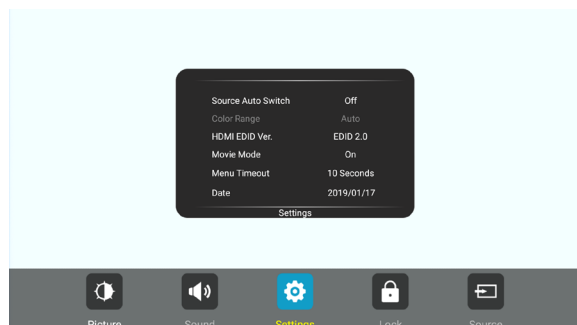 Source Auto Switch Off
Color Range Auto
HDMI EDID Ver. EDID 2.0
Movie Mode On
Menu Timeout 10 Seconds
Date 2019/01/17
Settings
Picture Sound Settings Lock Source